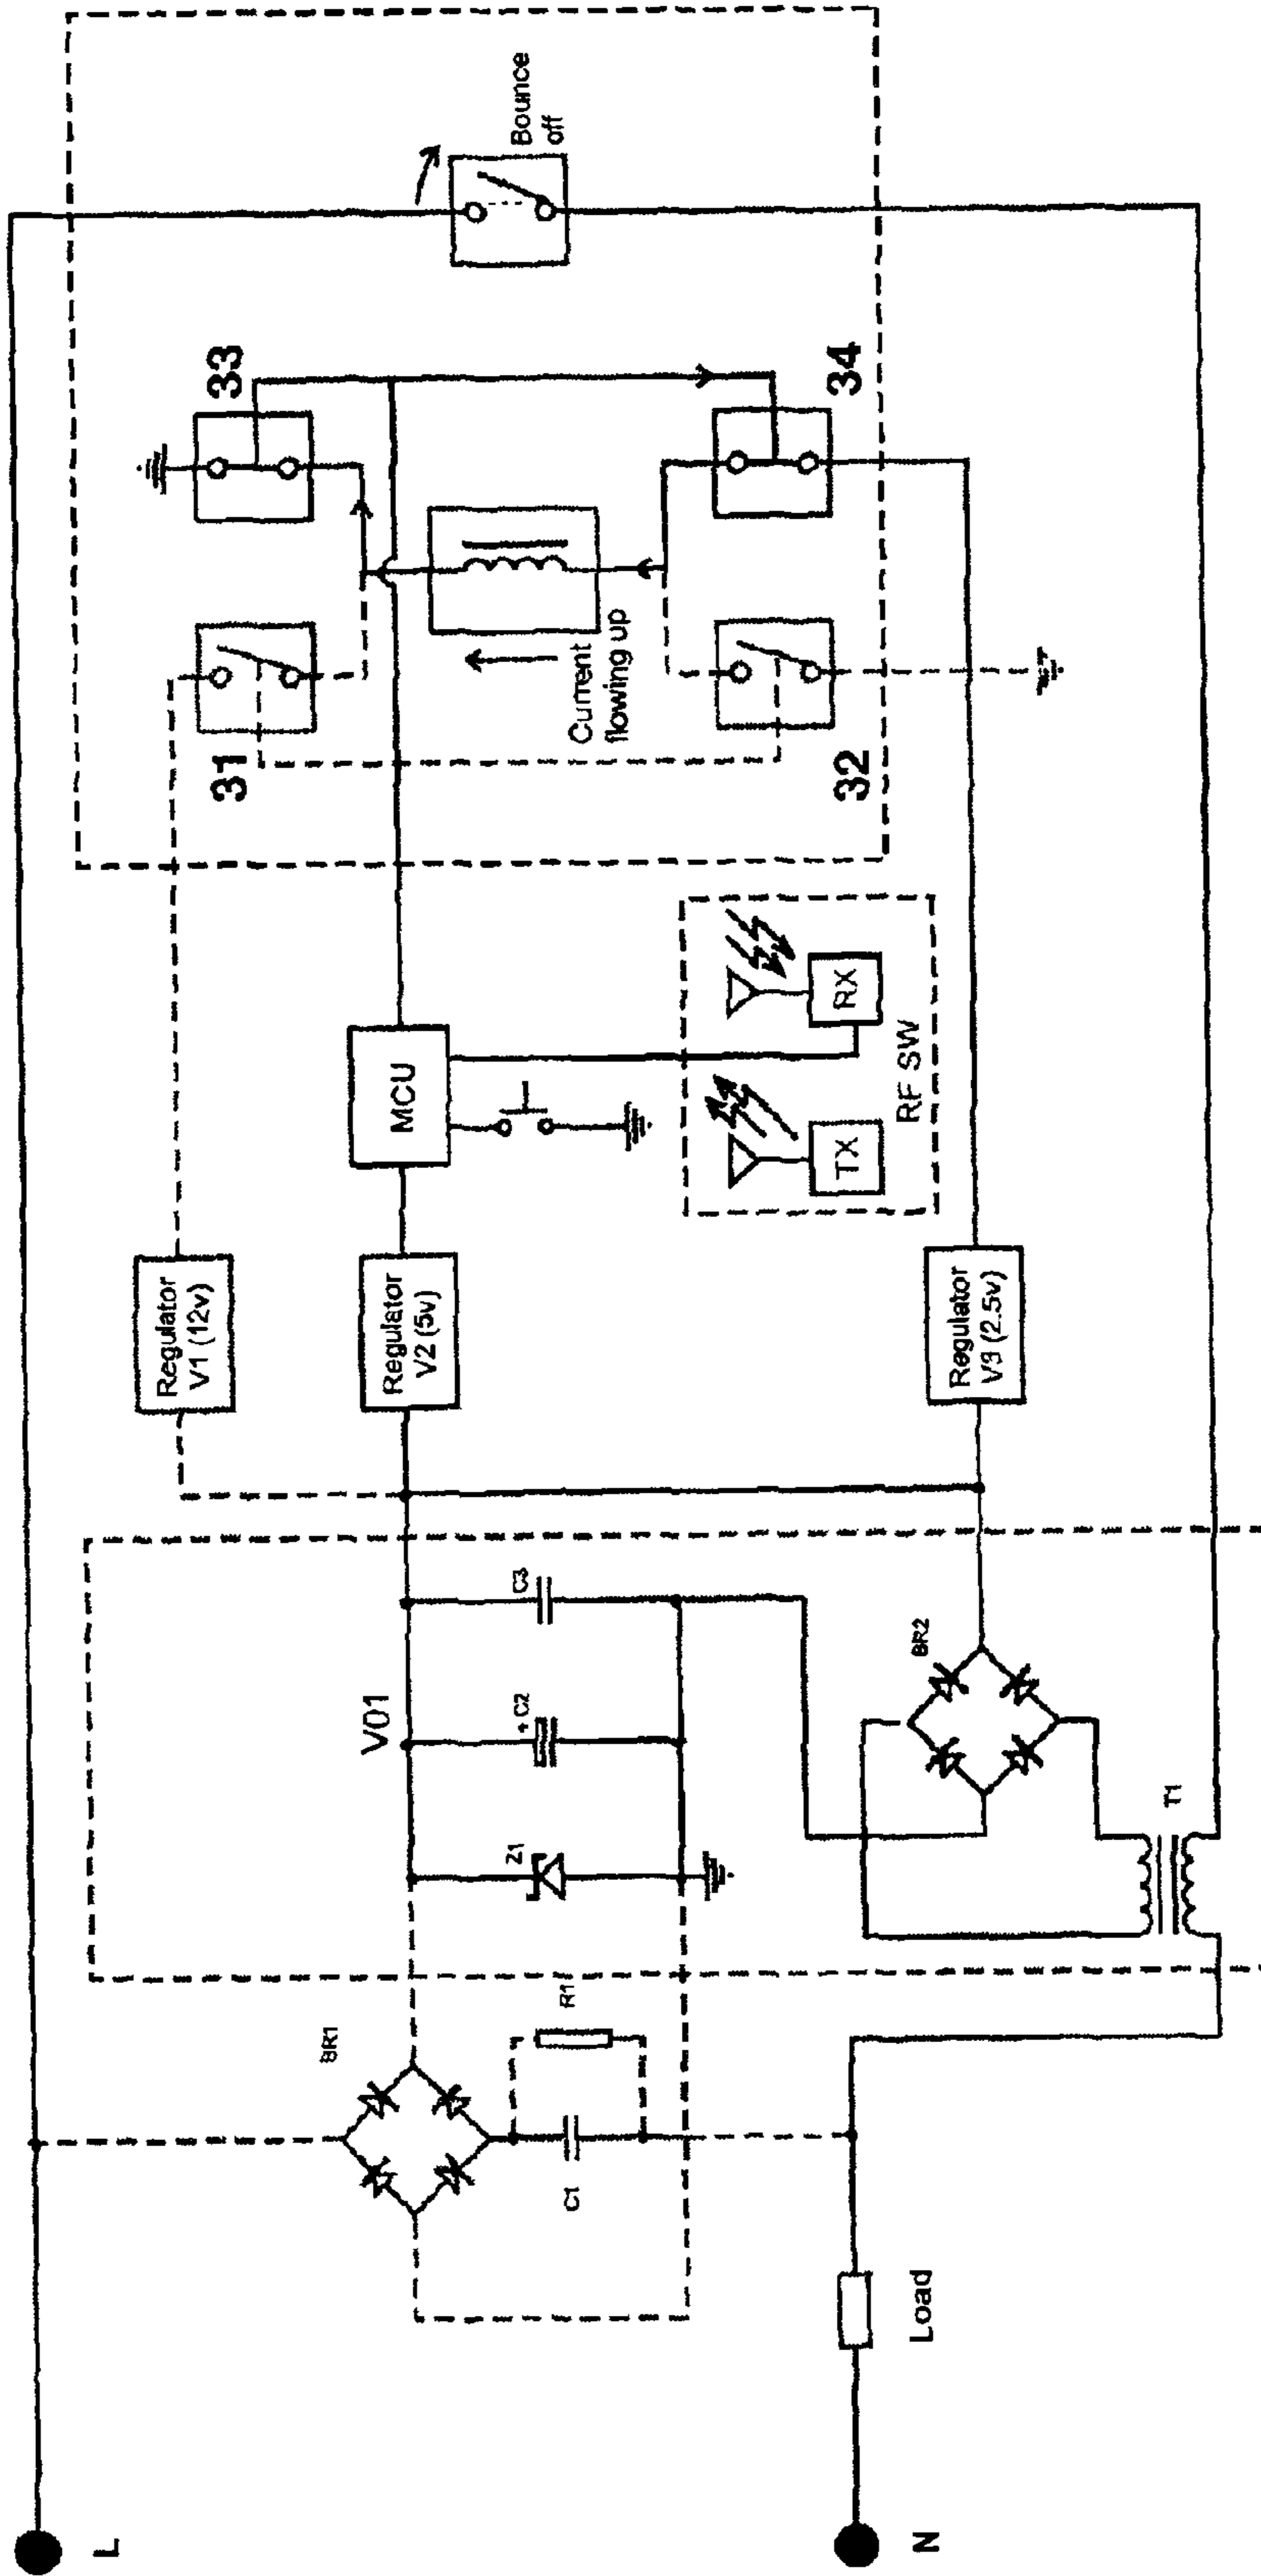 L
N
Load
BR1
C1
R1
V01
Z1
+
C2
C3
BR2
T1
Regulator
V1 (12v)
Regulator
V2 (5v)
Regulator
V3 (2.5v)
MCU
TX
RX
RF SW
31
32
33
34
Current
flowing up
Bounce
off